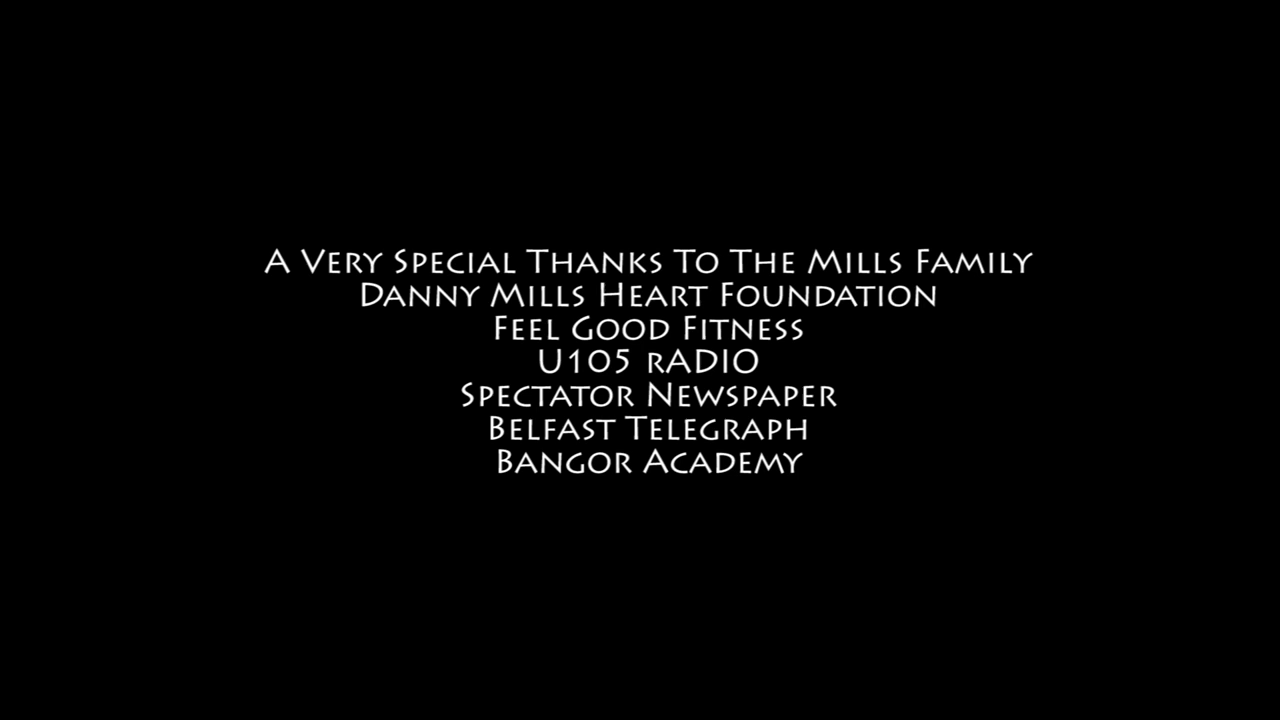 A Very Special Thanks To The Mills Family
Danny Mills Heart Foundation
Feel Good Fitness
U105 rADIO
Spectator Newspaper
Belfast Telegraph
Bangor Academy